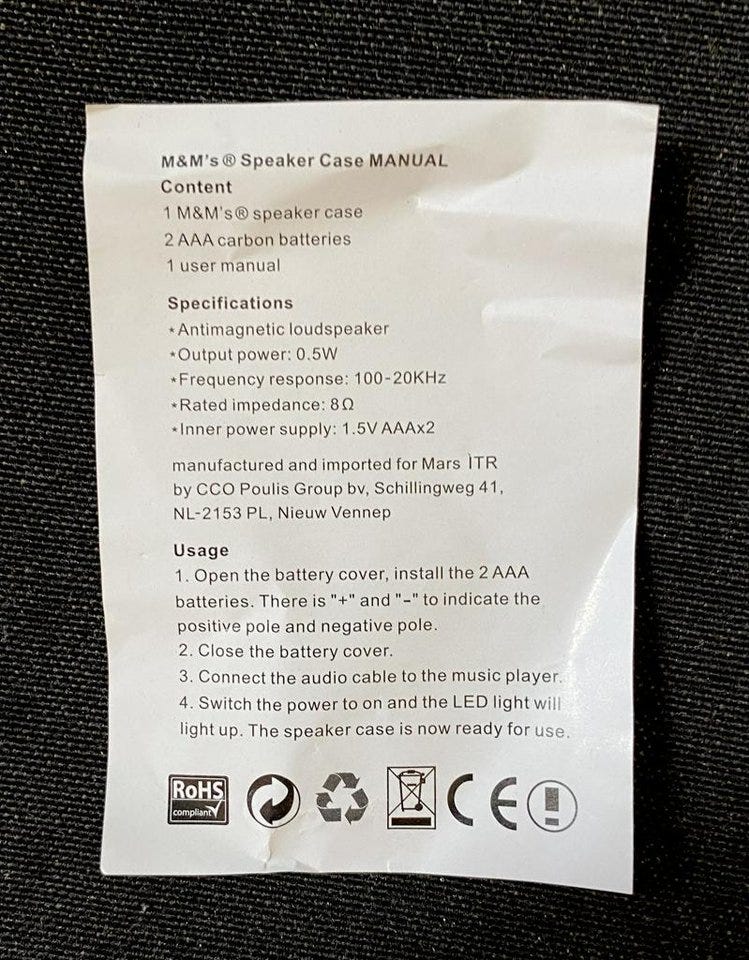 M&M's® Speaker Case MANUAL
Content
1 M&M's® speaker case
2 AAA carbon batteries
1 user manual
Specifications
*Antimagnetic loudspeaker
*Output power: 0.5W
*Frequency response: 100-20KHz
*Rated impedance: 8Ω
*Inner power supply: 1.5V AAAx2
manufactured and imported for Mars ITR
by CCO Poulis Group bv, Schillingweg 41,
NL-2153 PL, Nieuw Vennep
Usage
1. Open the battery cover, install the 2 AAA
batteries. There is "+" and "-" to indicate the
positive pole and negative pole.
2. Close the battery cover.
3. Connect the audio cable to the music player.
4. Switch the power to on and the LED light will
light up. The speaker case is now ready for use.
RoHS
compliant
CE